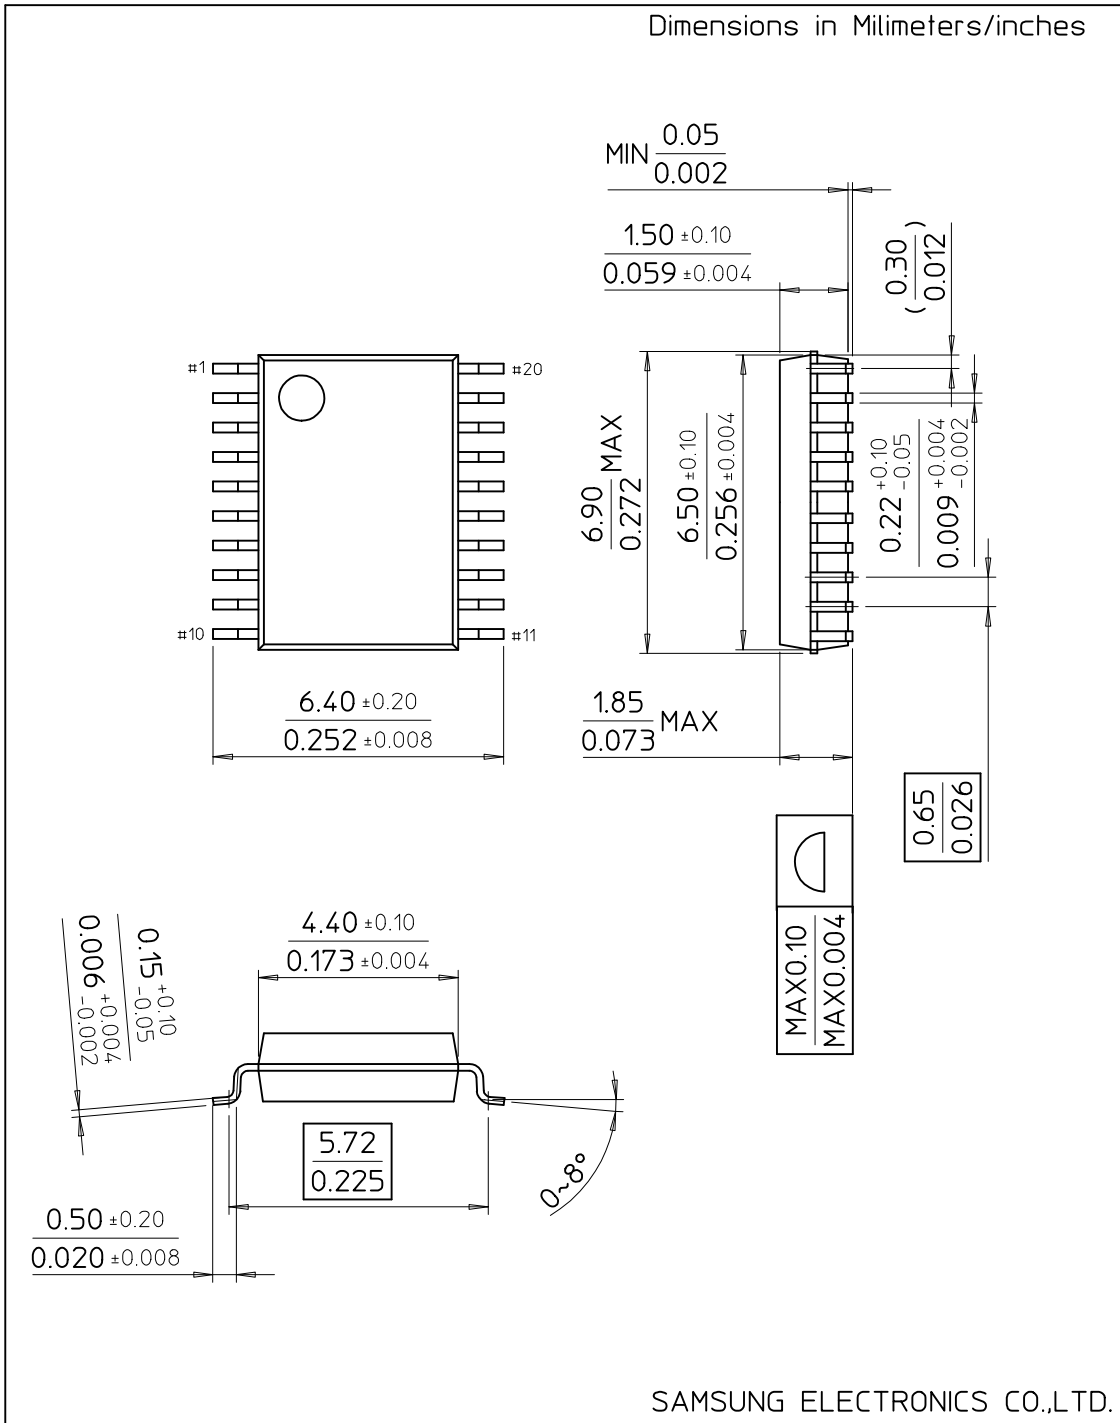 Dimensions in Milimeters/inches
MIN 0.05
0.002
1.50 ±0.10
0.059 ±0.004
( 0.30 )
0.012
#1
#20
#10
#11
6.90 MAX
0.272
6.50 ±0.10
0.256 ±0.004
0.22 +0.10 -0.05
0.009 +0.004 -0.002
6.40 ±0.20
0.252 ±0.008
1.85 MAX
0.073
0.65
0.026
MAX0.10
MAX0.004
0.15 +0.10 -0.05
0.006 +0.004 -0.002
4.40 ±0.10
0.173 ±0.004
5.72
0.225
0~8°
0.50 ±0.20
0.020 ±0.008
SAMSUNG ELECTRONICS CO.,LTD.